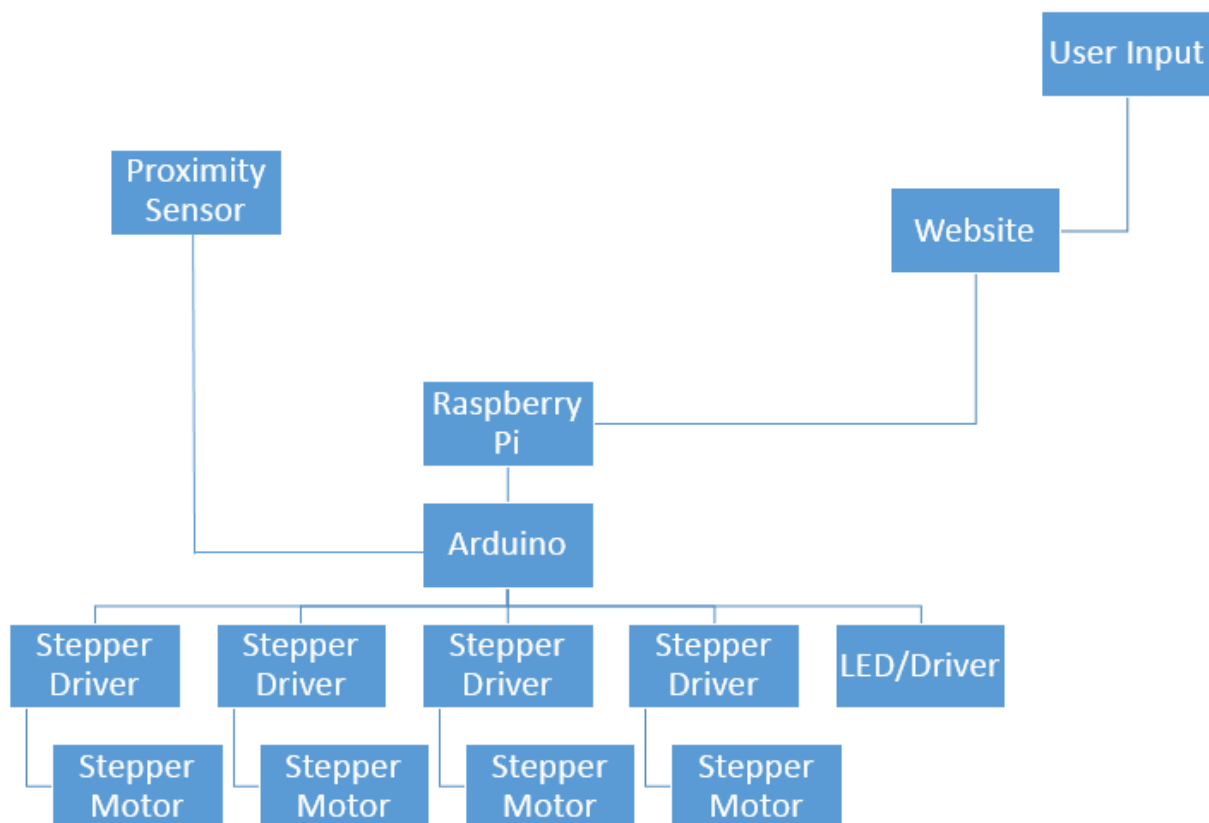 User Input
Proximity
Sensor
Website
Raspberry
Pi
Arduino
Stepper
Driver
Stepper
Driver
Stepper
Driver
Stepper
Driver
LED/Driver
Stepper
Motor
Stepper
Motor
Stepper
Motor
Stepper
Motor